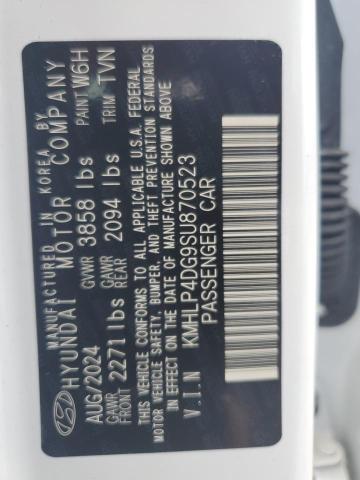 MANUFACTURED IN KOREA BY
HYUNDAI MOTOR COMPANY
AUG/2024 GVWR 3858 lbs PAINT W6H
GAWR FRONT 2271 lbs GAWR REAR 2094 lbs TRIM TVN
THIS VEHICLE CONFORMS TO ALL APPLICABLE U.S.A. FEDERAL
MOTOR VEHICLE SAFETY, BUMPER, AND THEFT PREVENTION STANDARDS
IN EFFECT ON THE DATE OF MANUFACTURE SHOWN ABOVE
V.I.N KMHLP4DG9SU870523
PASSENGER CAR